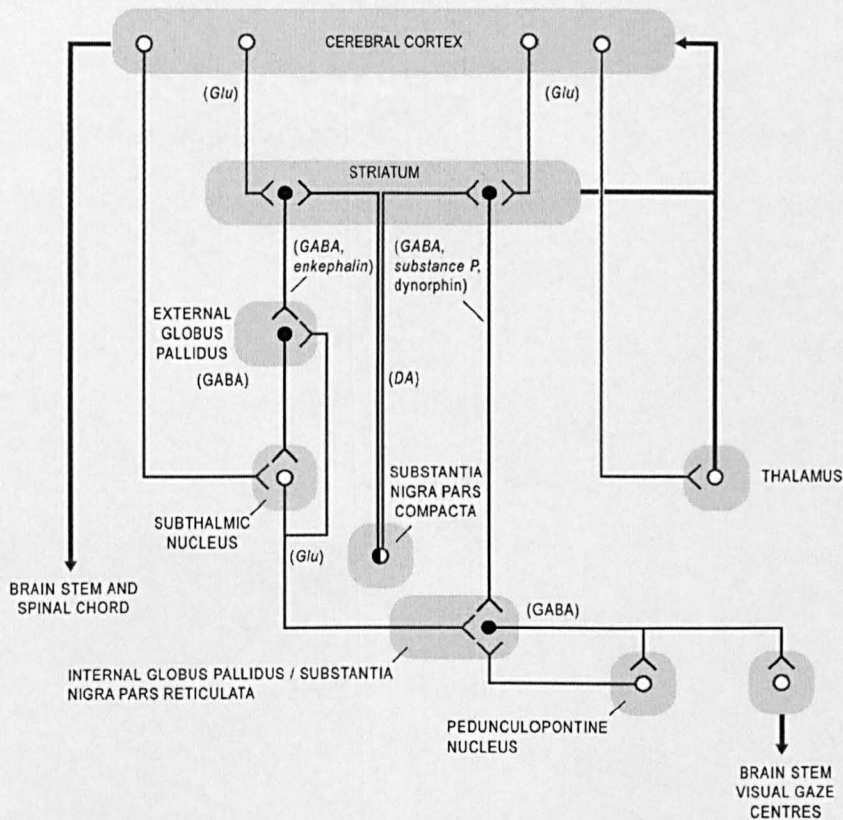 CEREBRAL CORTEX
(Glu)
(Glu)
STRIATUM
(GABA,
enkephalin)
(GABA,
substance P,
dynorphin)
EXTERNAL
GLOBUS
PALLIDUS
(GABA)
(DA)
SUBSTANTIA
NIGRA PARS
COMPACTA
THALAMUS
SUBTHALMIC
NUCLEUS
(Glu)
BRAIN STEM AND
SPINAL CHORD
(GABA)
INTERNAL GLOBUS PALLIDUS / SUBSTANTIA
NIGRA PARS RETICULATA
PEDUNCULOPONTINE
NUCLEUS
BRAIN STEM
VISUAL GAZE
CENTRES